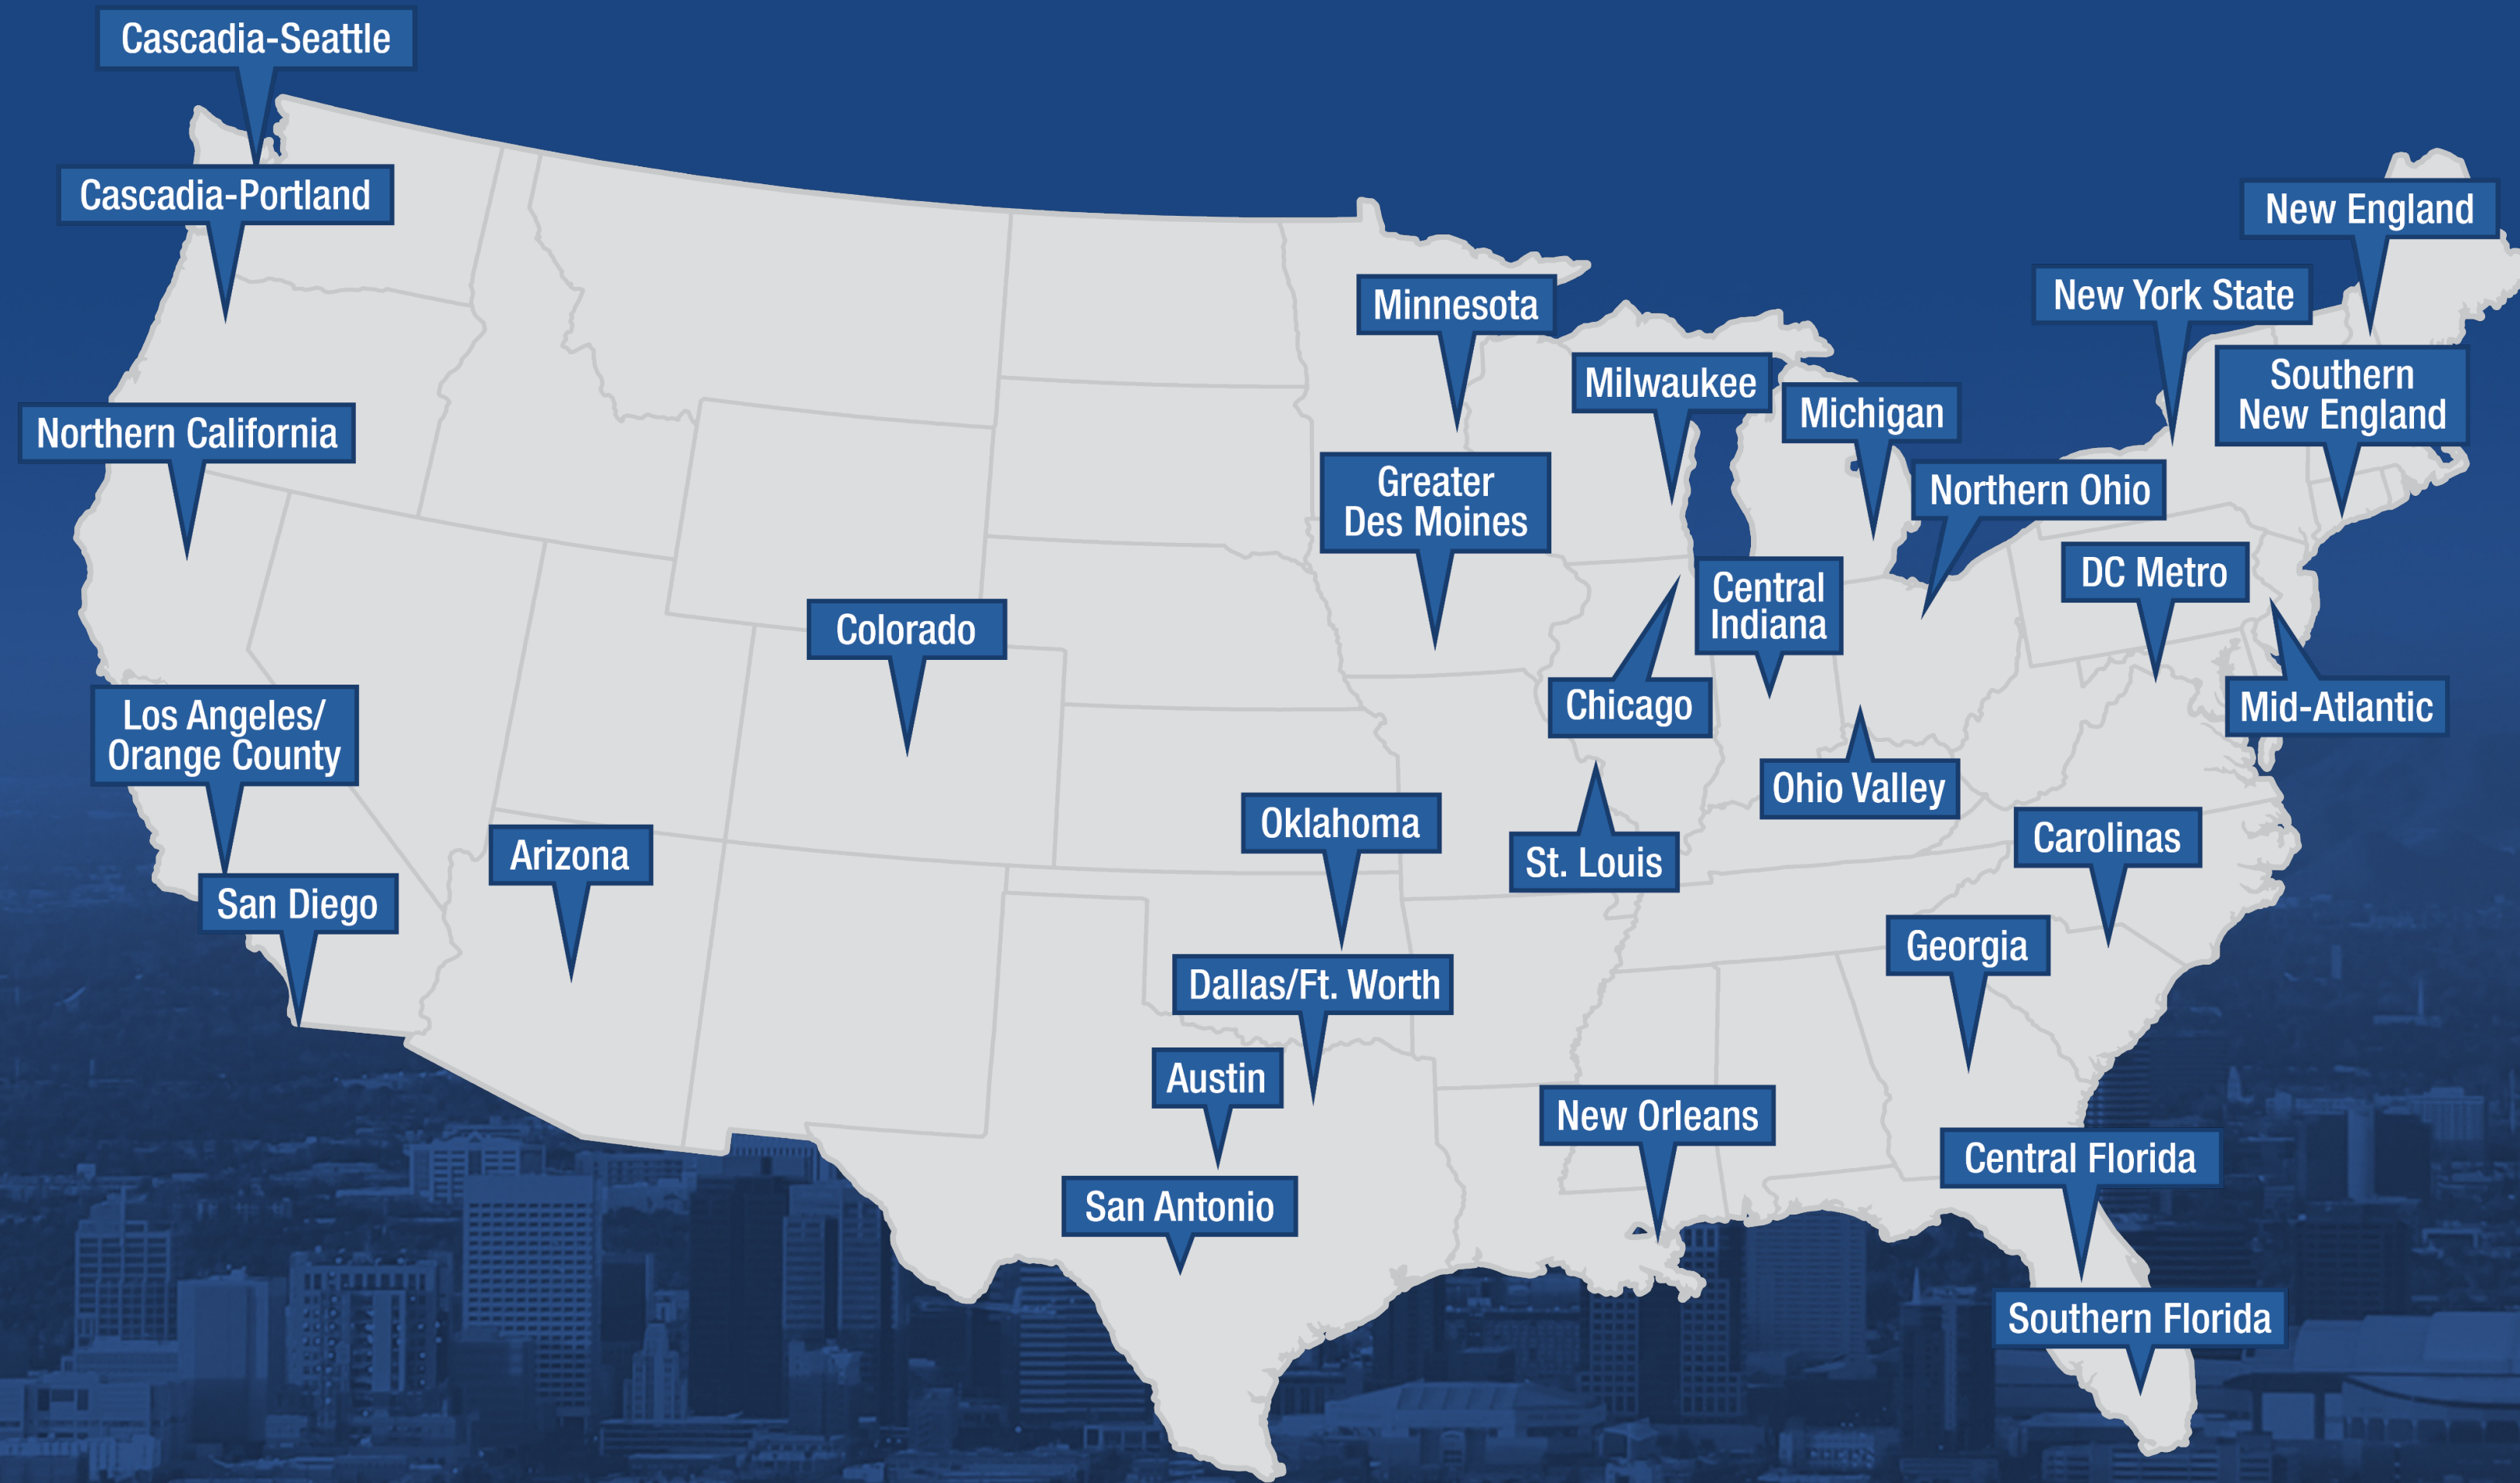 Cascadia-Seattle
Cascadia-Portland
New England
New York State
Minnesota
Southern
New England
Milwaukee
Michigan
Northern California
Greater
Des Moines
Northern Ohio
DC Metro
Central
Indiana
Colorado
Chicago
Mid-Atlantic
Los Angeles/
Orange County
Ohio Valley
Oklahoma
Carolinas
Arizona
St. Louis
San Diego
Georgia
Dallas/Ft. Worth
Austin
New Orleans
Central Florida
San Antonio
Southern Florida